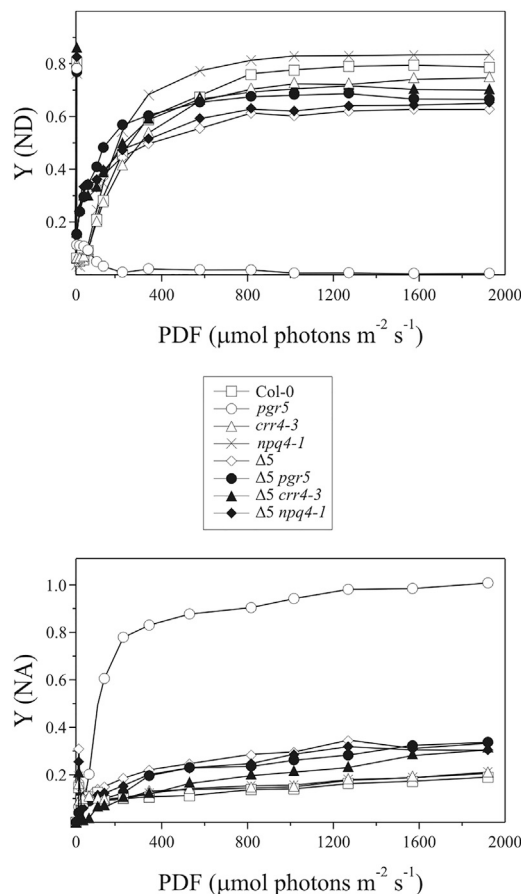 0.8
0.6
0.4
0.2
Y (ND)
0 400 800 1200 1600 2000
PDF (μmol photons m⁻² s⁻¹)
Col-0
pgr5
crr4-3
npq4-1
Δ5
Δ5 pgr5
Δ5 crr4-3
Δ5 npq4-1
1.0
0.8
0.6
0.4
0.2
Y (NA)
0 400 800 1200 1600 2000
PDF (μmol photons m⁻² s⁻¹)